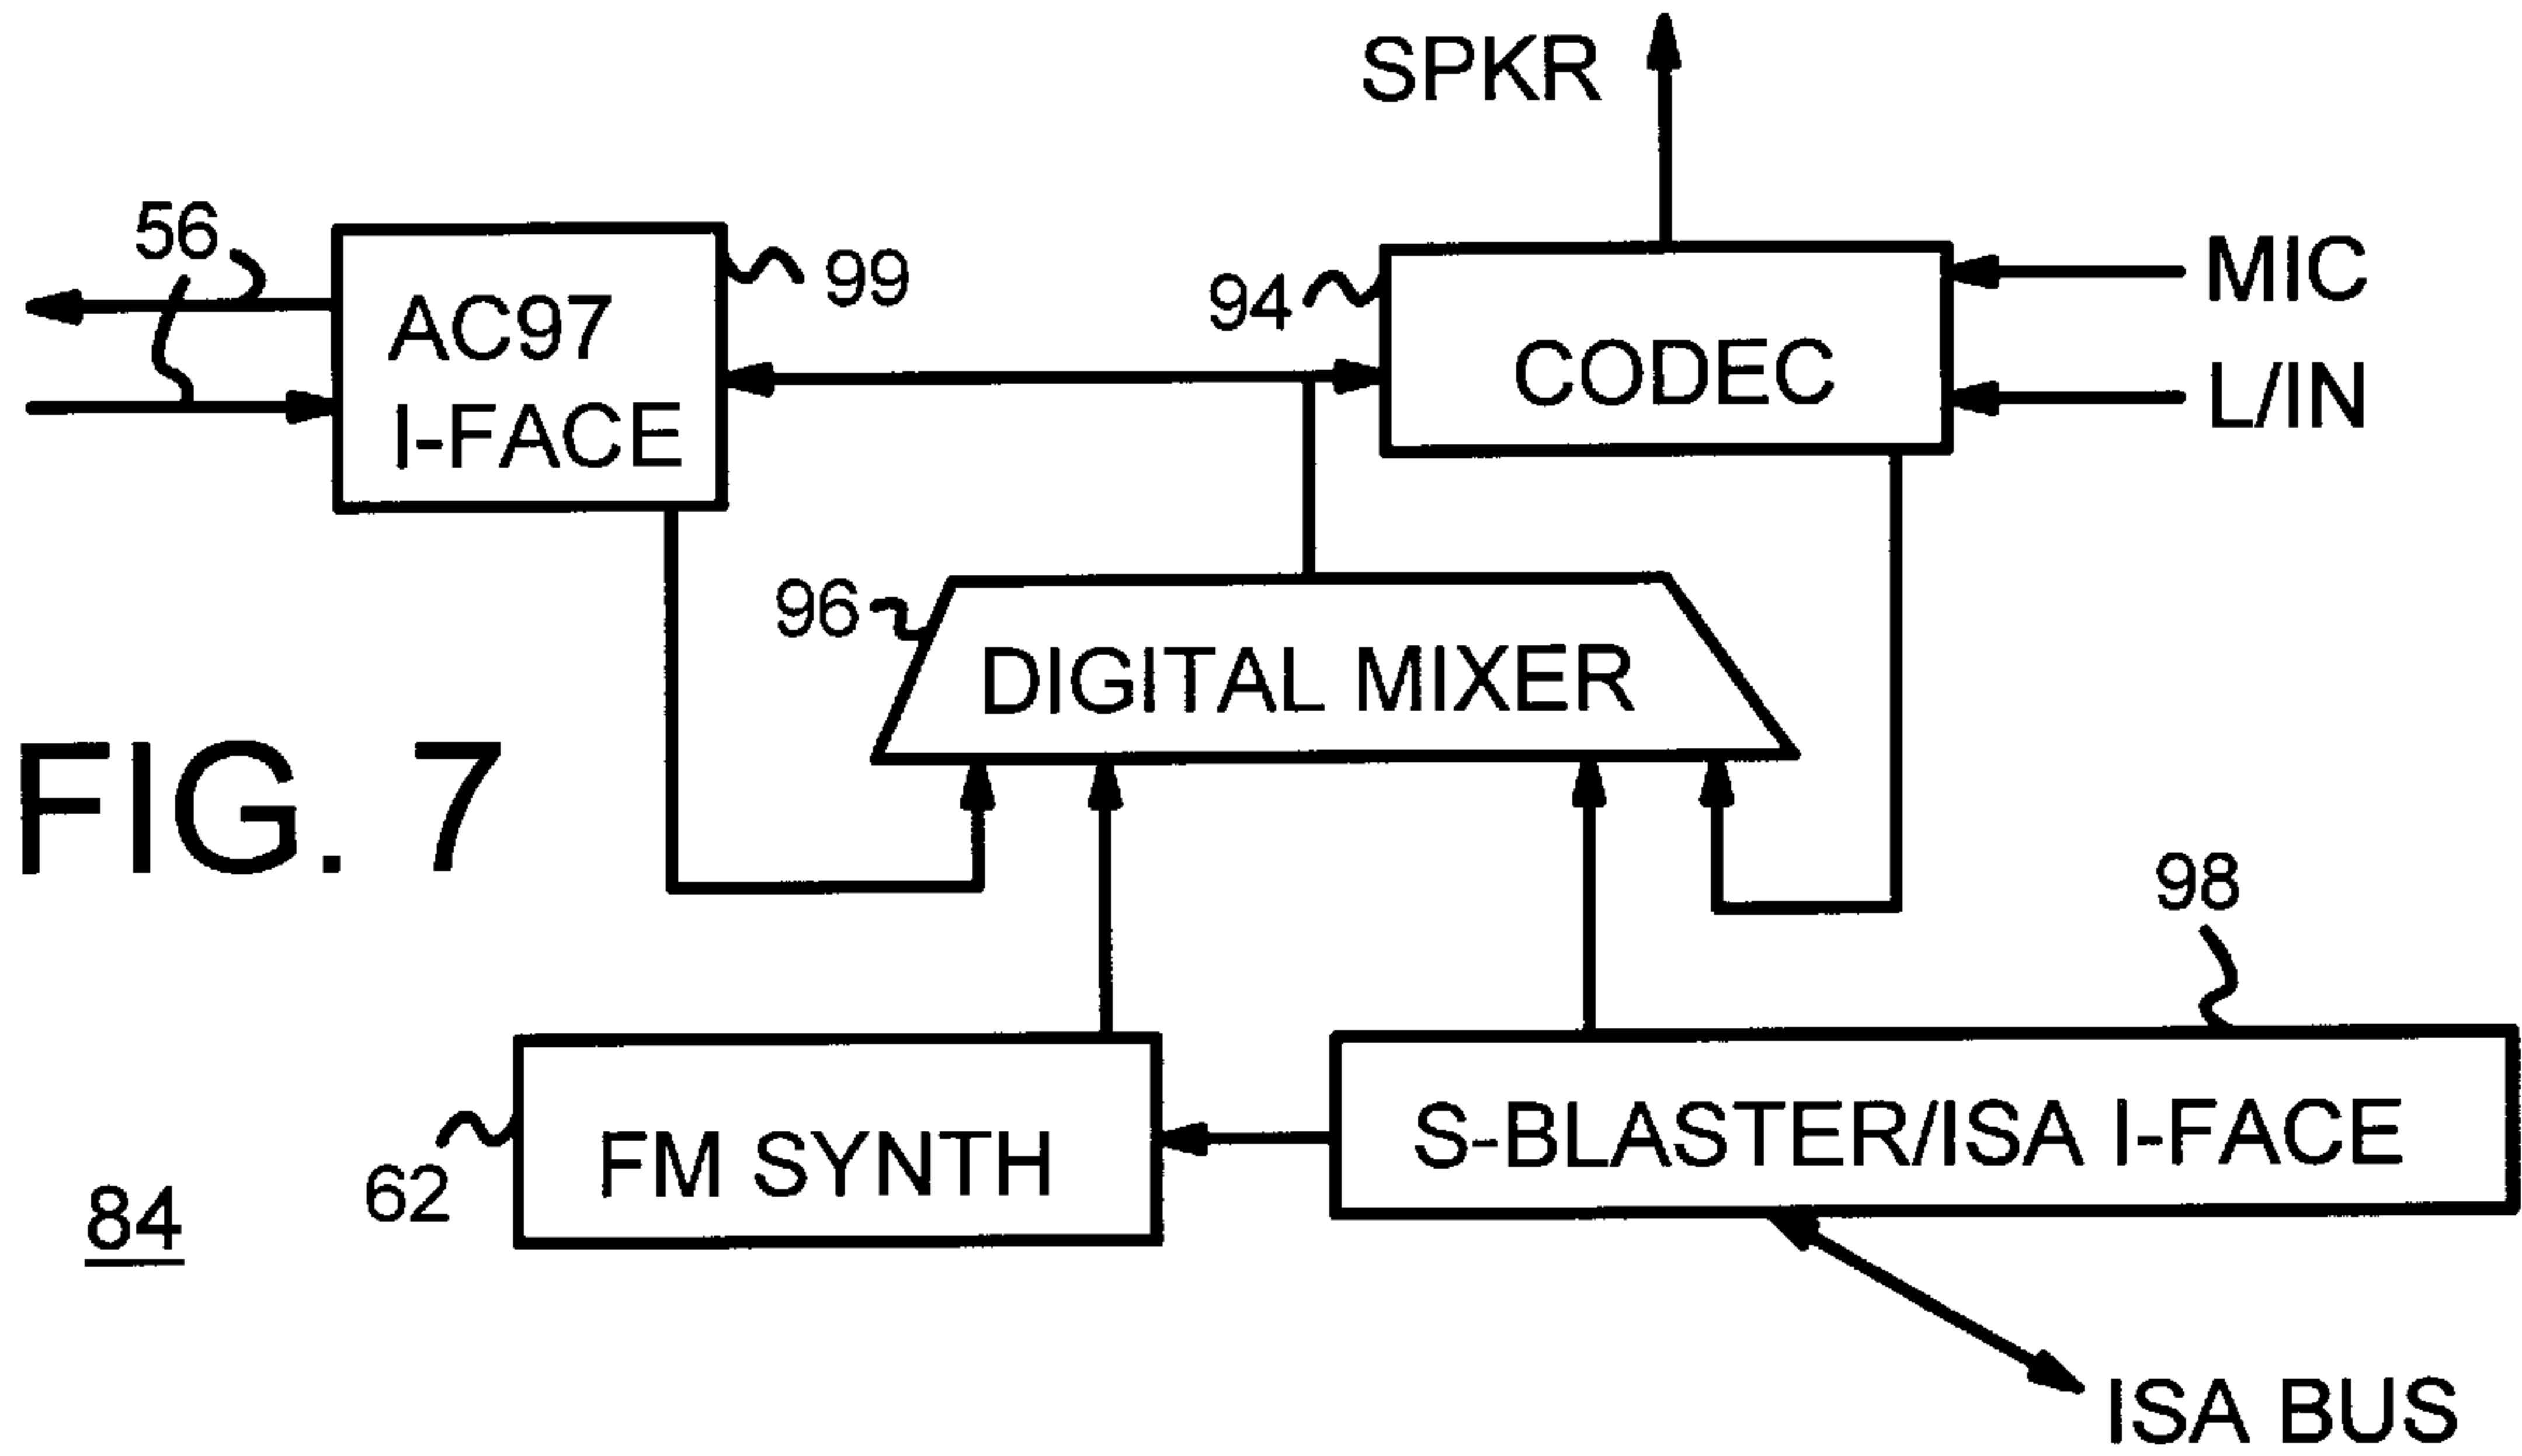 SPKR
56
99
MIC
94
AC97
I-FACE
CODEC
L/IN
96
DIGITAL MIXER
FIG. 7
98
62
FM SYNTH
S-BLASTER/ISA I-FACE
84
ISA BUS